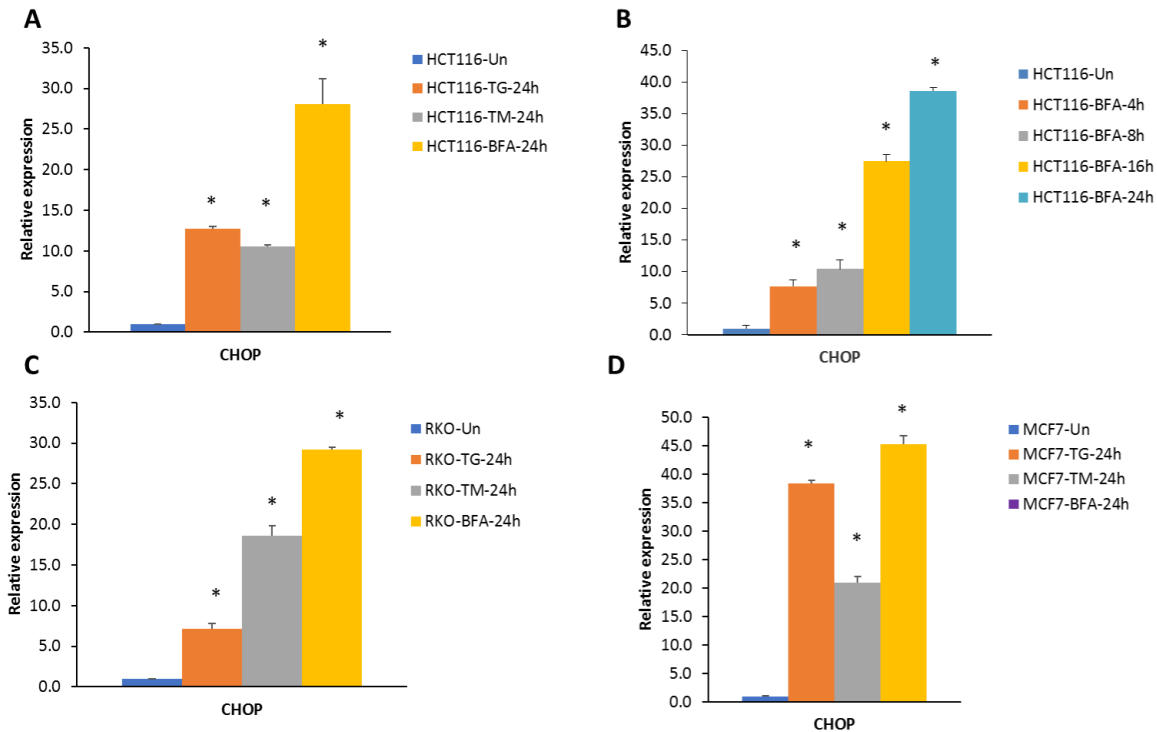 A
35.0
30.0
25.0
20.0
15.0
10.0
5.0
0.0
Relative expression
*
*
*
CHOP
HCT116-Un
HCT116-TG-24h
HCT116-TM-24h
HCT116-BFA-24h
B
45.0
40.0
35.0
30.0
25.0
20.0
15.0
10.0
5.0
0.0
Relative expression
*
*
*
*
CHOP
HCT116-Un
HCT116-BFA-4h
HCT116-BFA-8h
HCT116-BFA-16h
HCT116-BFA-24h
C
35.0
30.0
25.0
20.0
15.0
10.0
5.0
0.0
Relative expression
*
*
*
CHOP
RKO-Un
RKO-TG-24h
RKO-TM-24h
RKO-BFA-24h
D
50.0
45.0
40.0
35.0
30.0
25.0
20.0
15.0
10.0
5.0
0.0
Relative expression
*
*
*
CHOP
MCF7-Un
MCF7-TG-24h
MCF7-TM-24h
MCF7-BFA-24h